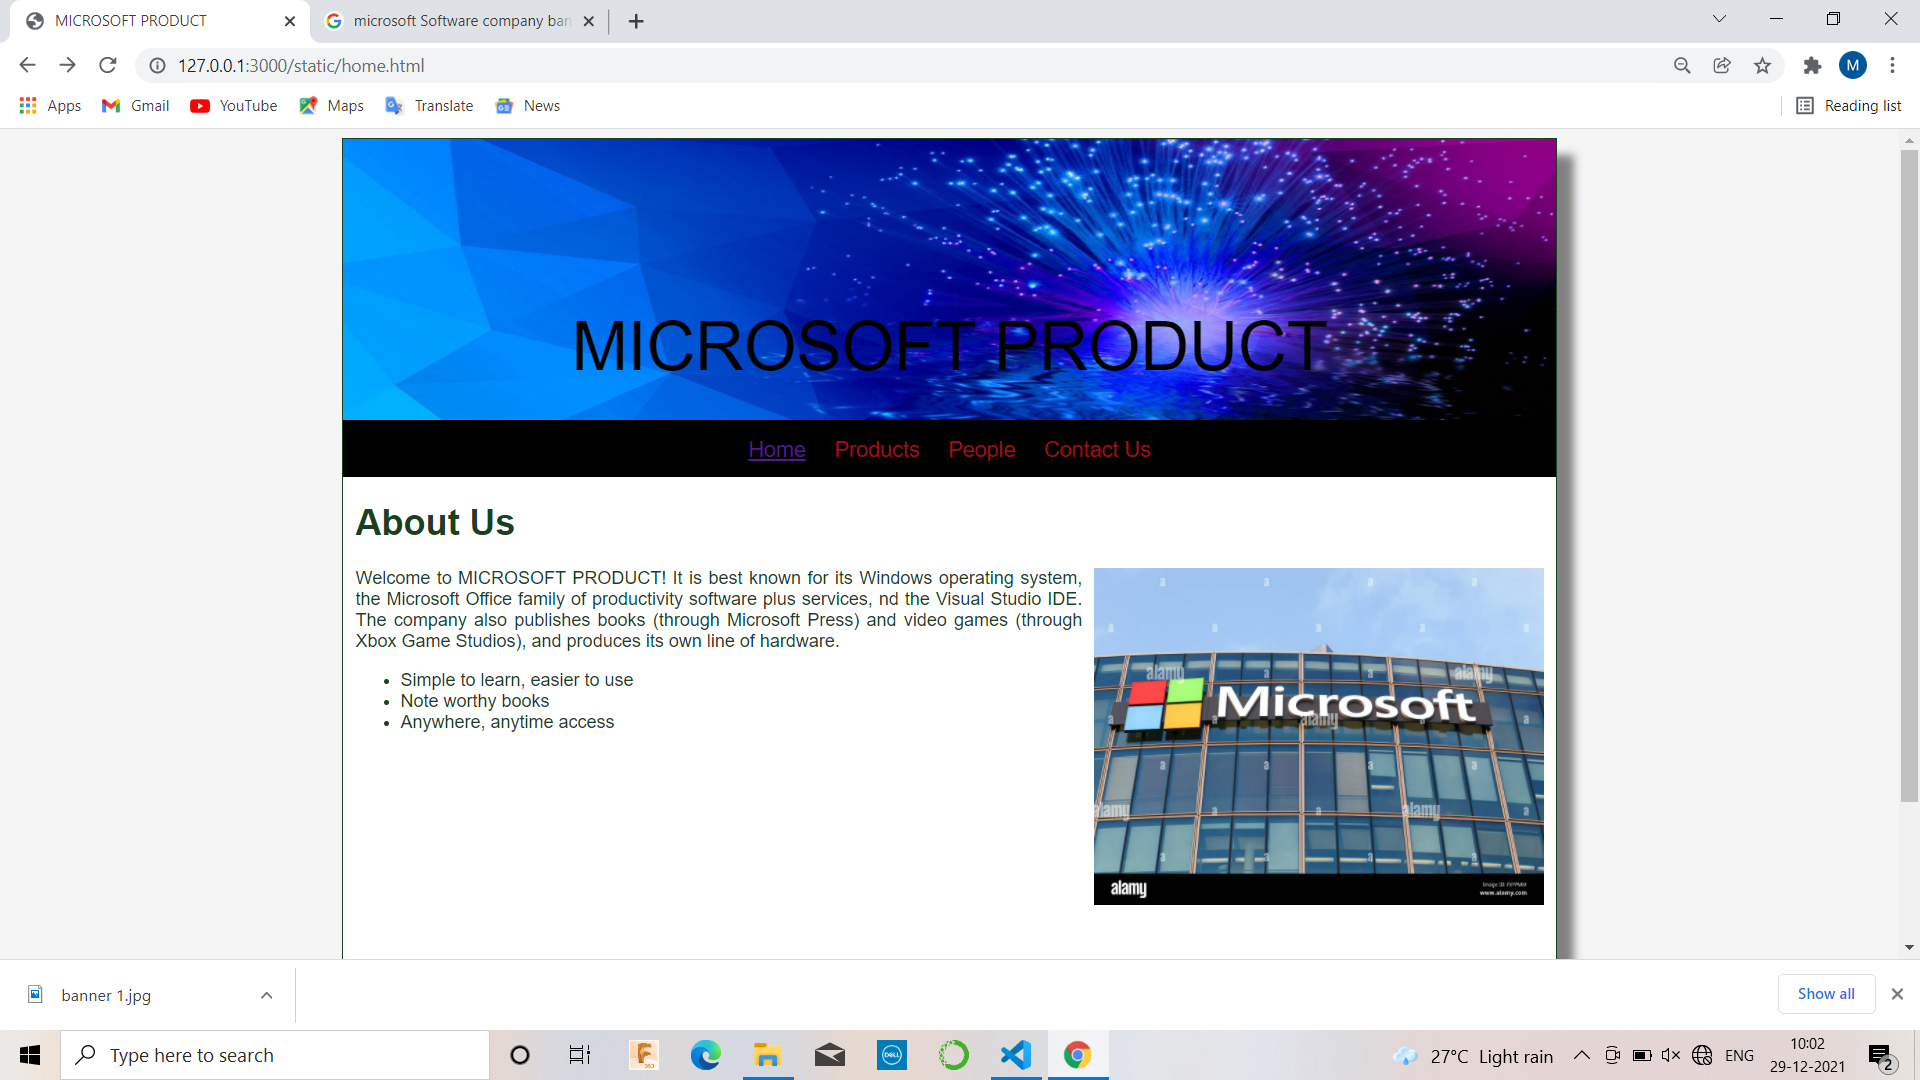 MICROSOFT PRODUCT
microsoft Software company ban
127.0.0.1:3000/static/home.html
M
Apps
Gmail
YouTube
Maps
Translate
News
Reading list
MICROSOFT PRODUCT
Home
Products
People
Contact Us
About Us
Welcome to MICROSOFT PRODUCT! It is best known for its Windows operating system,
the Microsoft Office family of productivity software plus services, nd the Visual Studio IDE.
The company also publishes books (through Microsoft Press) and video games (through
Xbox Game Studios), and produces its own line of hardware.
Simple to learn, easier to use
Note worthy books
Anywhere, anytime access
Microsoft
alamy
www.alamy.com
banner 1.jpg
Show all
Type here to search
DELL
27°C Light rain
ENG
10:02
29-12-2021
2